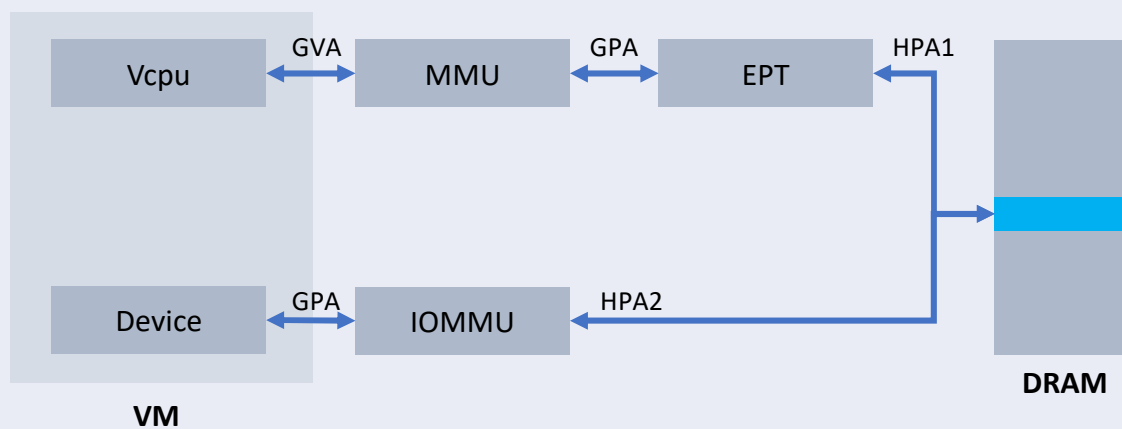 GVA
GPA
HPA1
Vcpu
MMU
EPT
GPA
HPA2
Device
IOMMU
DRAM
VM